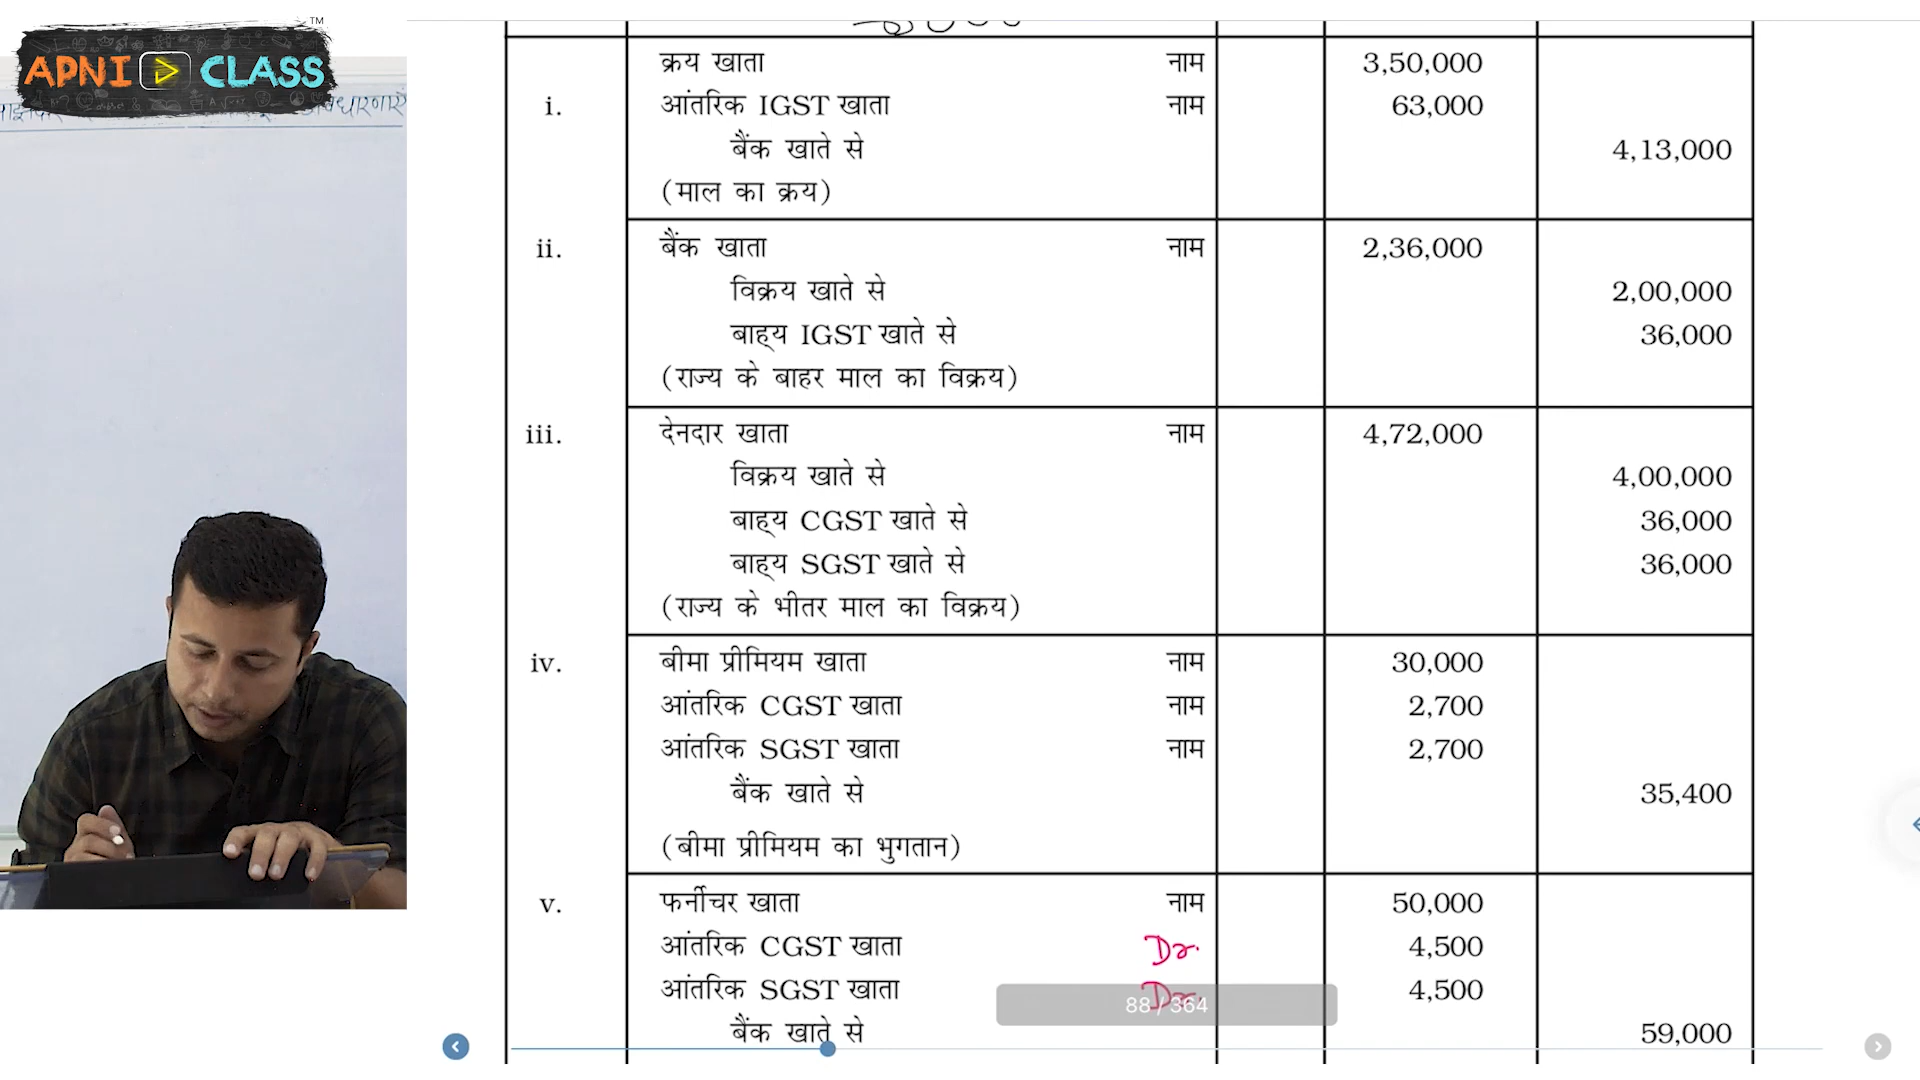 APNI CLASS
TM
क्रय खाता नाम 3,50,000
i. आंतरिक IGST खाता नाम 63,000
बैंक खाते से 4,13,000
(माल का क्रय)
ii. बैंक खाता नाम 2,36,000
विक्रय खाते से 2,00,000
बाह्य IGST खाते से 36,000
(राज्य के बाहर माल का विक्रय)
iii. देनदार खाता नाम 4,72,000
विक्रय खाते से 4,00,000
बाह्य CGST खाते से 36,000
बाह्य SGST खाते से 36,000
(राज्य के भीतर माल का विक्रय)
iv. बीमा प्रीमियम खाता नाम 30,000
आंतरिक CGST खाता नाम 2,700
आंतरिक SGST खाता नाम 2,700
बैंक खाते से 35,400
(बीमा प्रीमियम का भुगतान)
v. फर्नीचर खाता नाम 50,000
आंतरिक CGST खाता Dr. 4,500
आंतरिक SGST खाता Dr. 4,500
88 / 364
बैंक खाते से 59,000